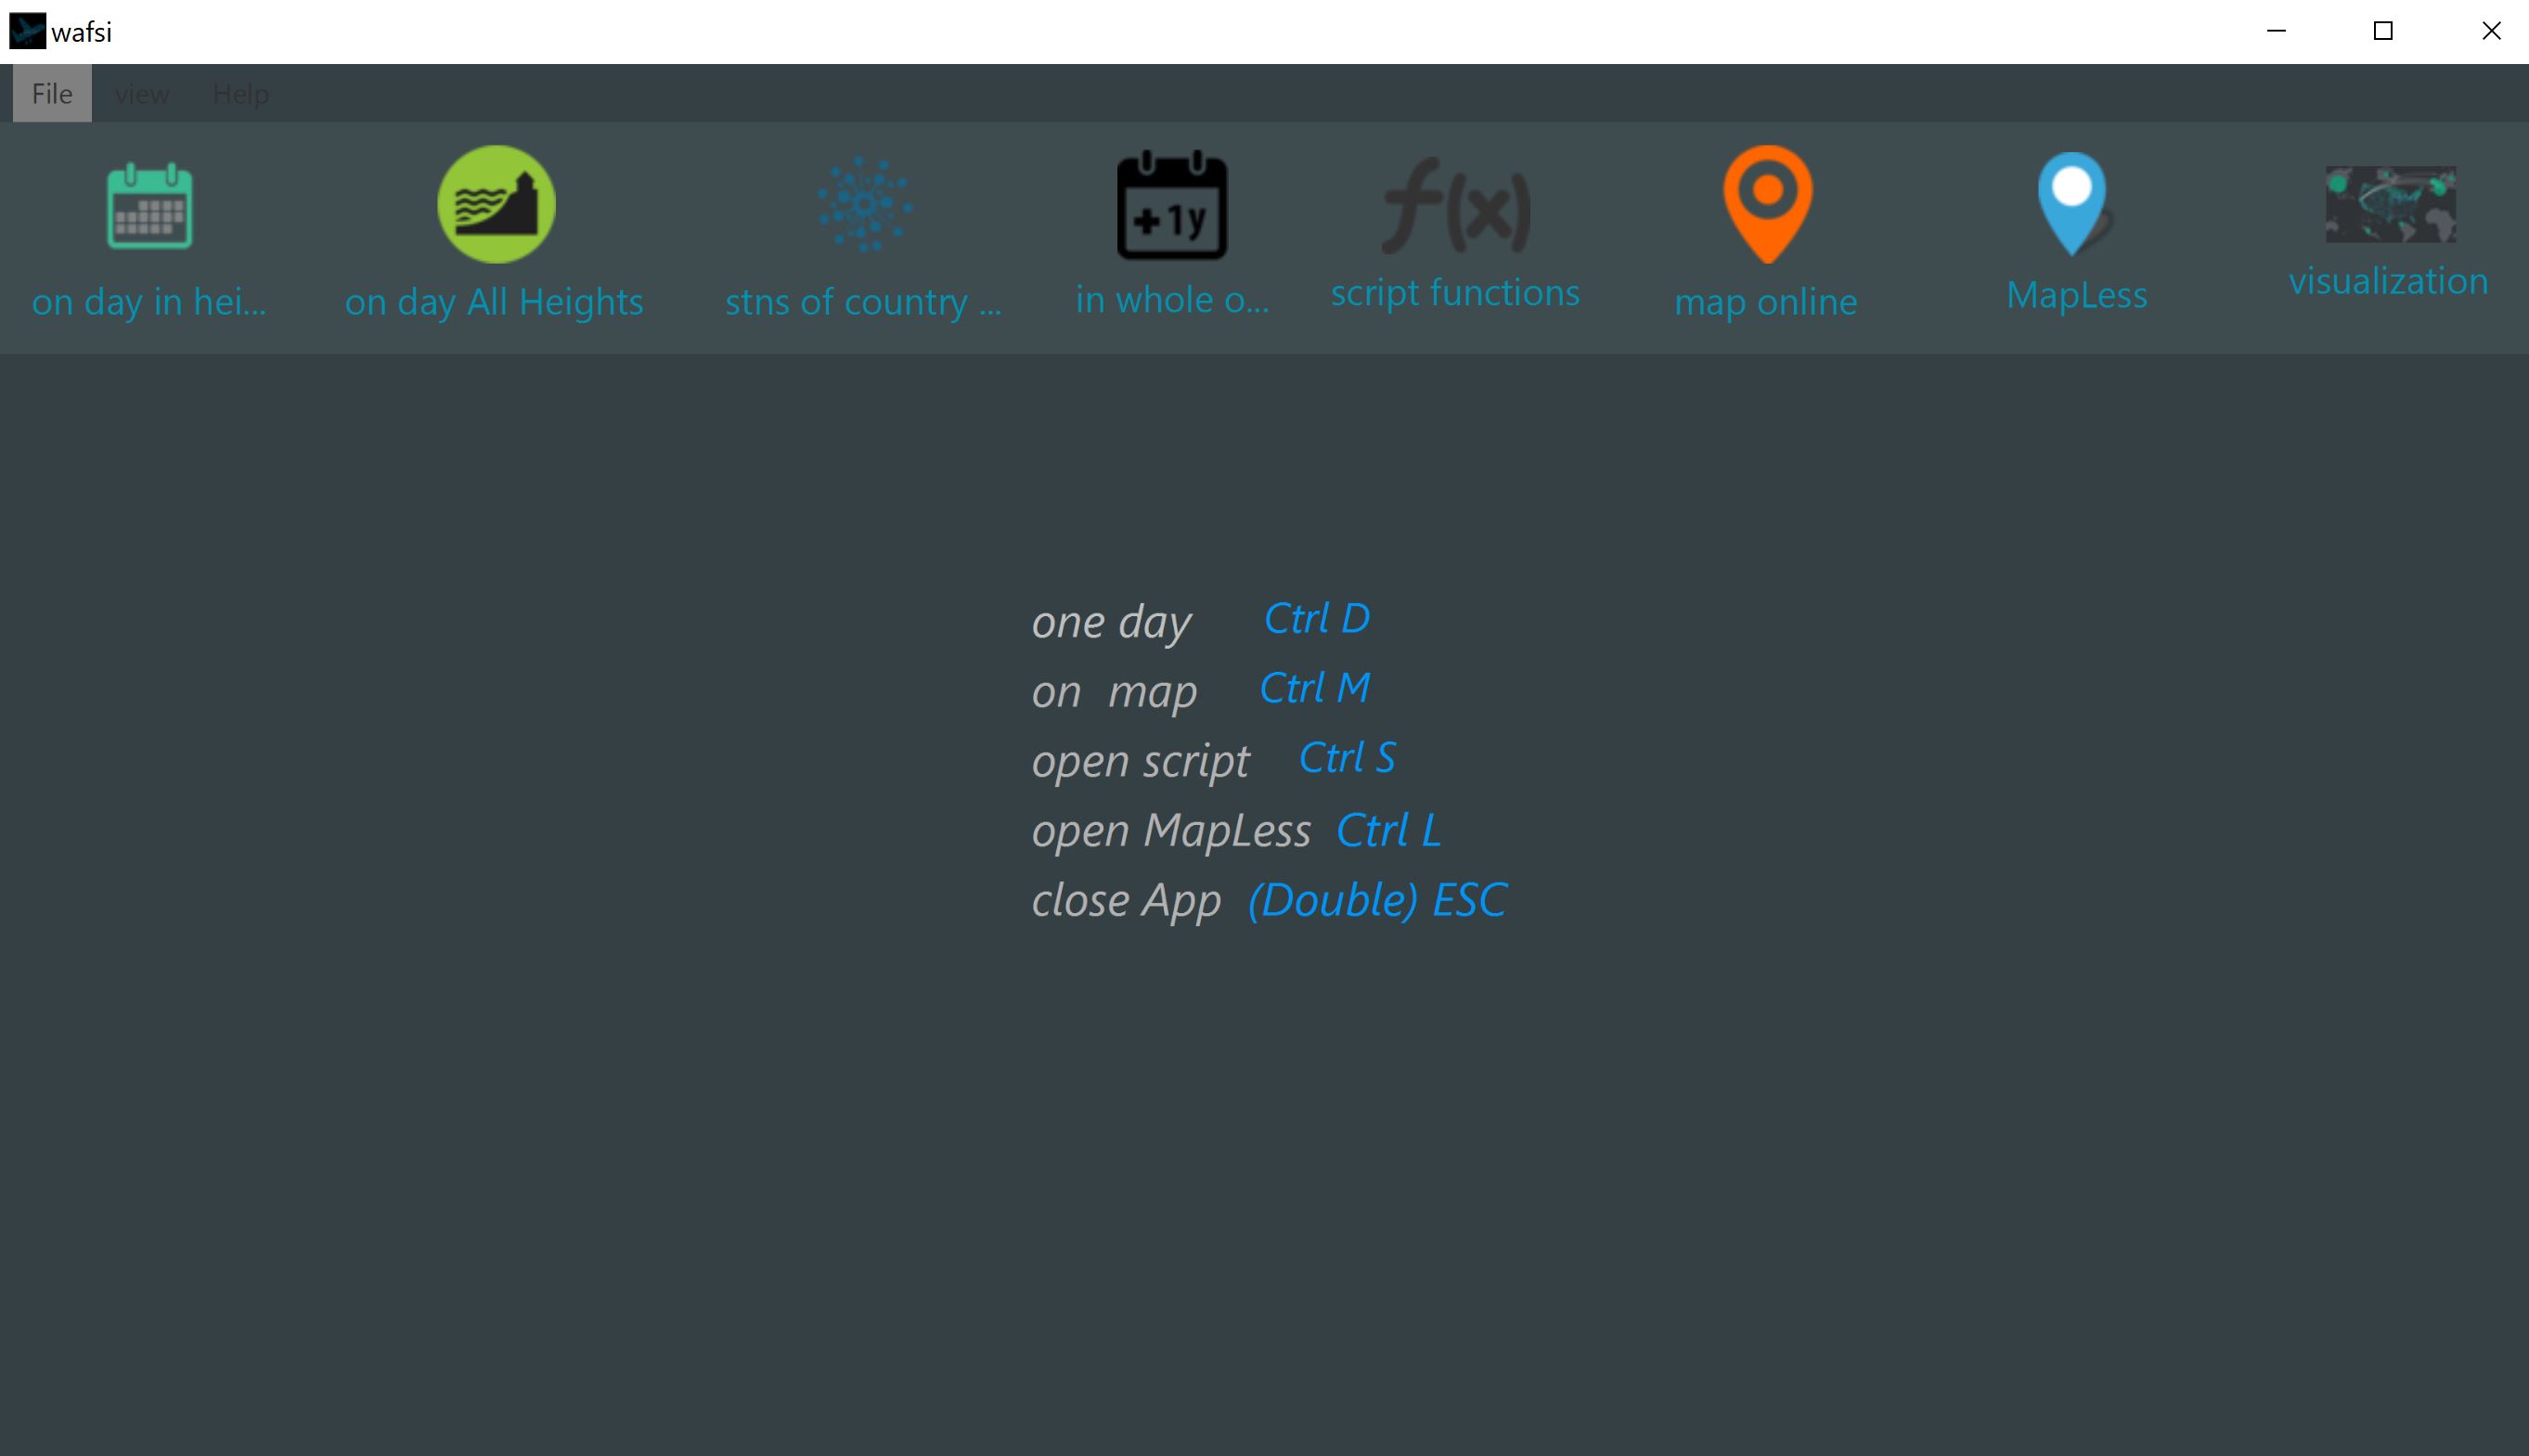 wafsi
File view Help
+ 1y
f(x)
on day in hei... on day All Heights stns of country ... in whole o... script functions map online MapLess visualization
one day Ctrl D
on map Ctrl M
open script Ctrl S
open MapLess Ctrl L
close App (Double) ESC